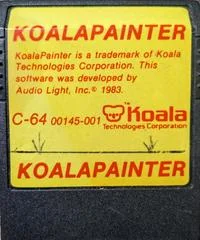 KOALAPAINTER
KoalaPainter is a trademark of Koala
Technologies Corporation. This
software was developed by
Audio Light, Inc.© 1983.
C-64 00145-001 Koala™
Technologies Corporation
KOALAPAINTER